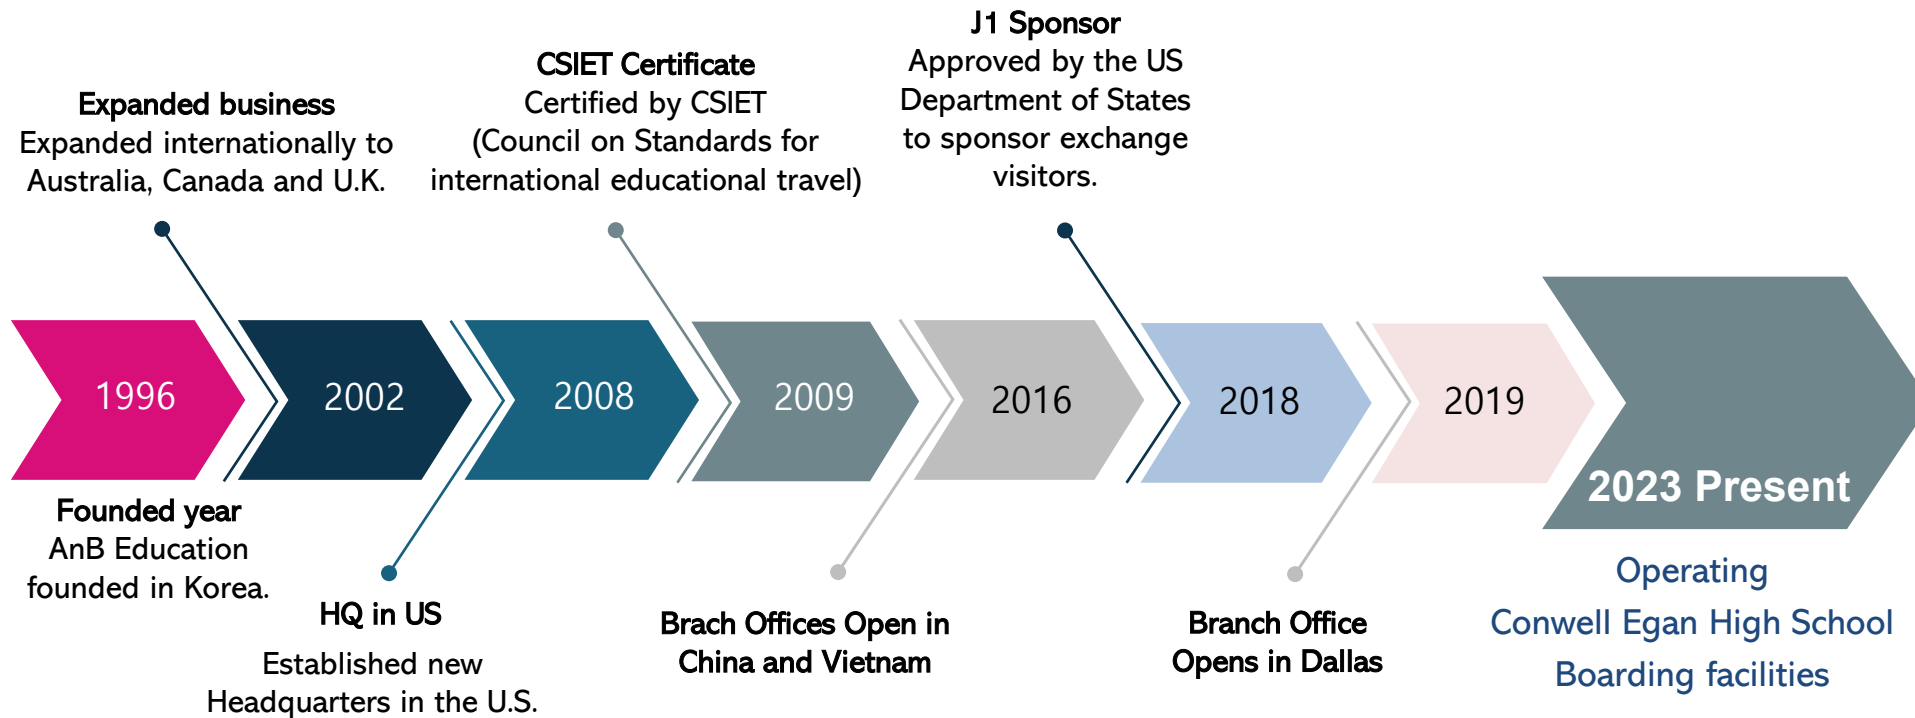 J1 Sponsor
Approved by the US
Department of States
to sponsor exchange
visitors.
CSIET Certificate
Certified by CSIET
(Council on Standards for
international educational travel)
Expanded business
Expanded internationally to
Australia, Canada and U.K.
1996
2002
2008
2009
2016
2018
2019
2023 Present
Founded year
AnB Education
founded in Korea.
HQ in US
Established new
Headquarters in the U.S.
Brach Offices Open in
China and Vietnam
Branch Office
Opens in Dallas
Operating
Conwell Egan High School
Boarding facilities